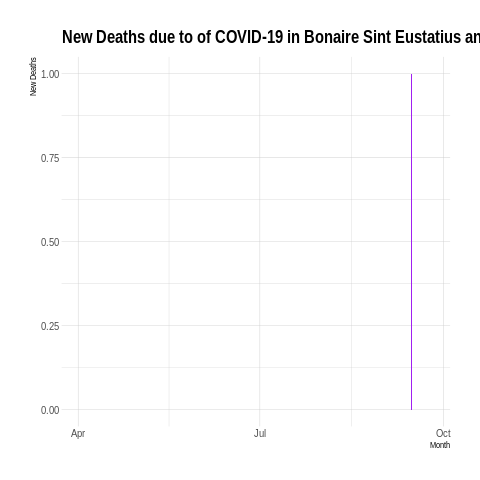 New Deaths due to of COVID-19 in Bonaire Sint Eustatius an
New Deaths
1.00
0.75
0.50
0.25
0.00
Apr Jul Oct
Month